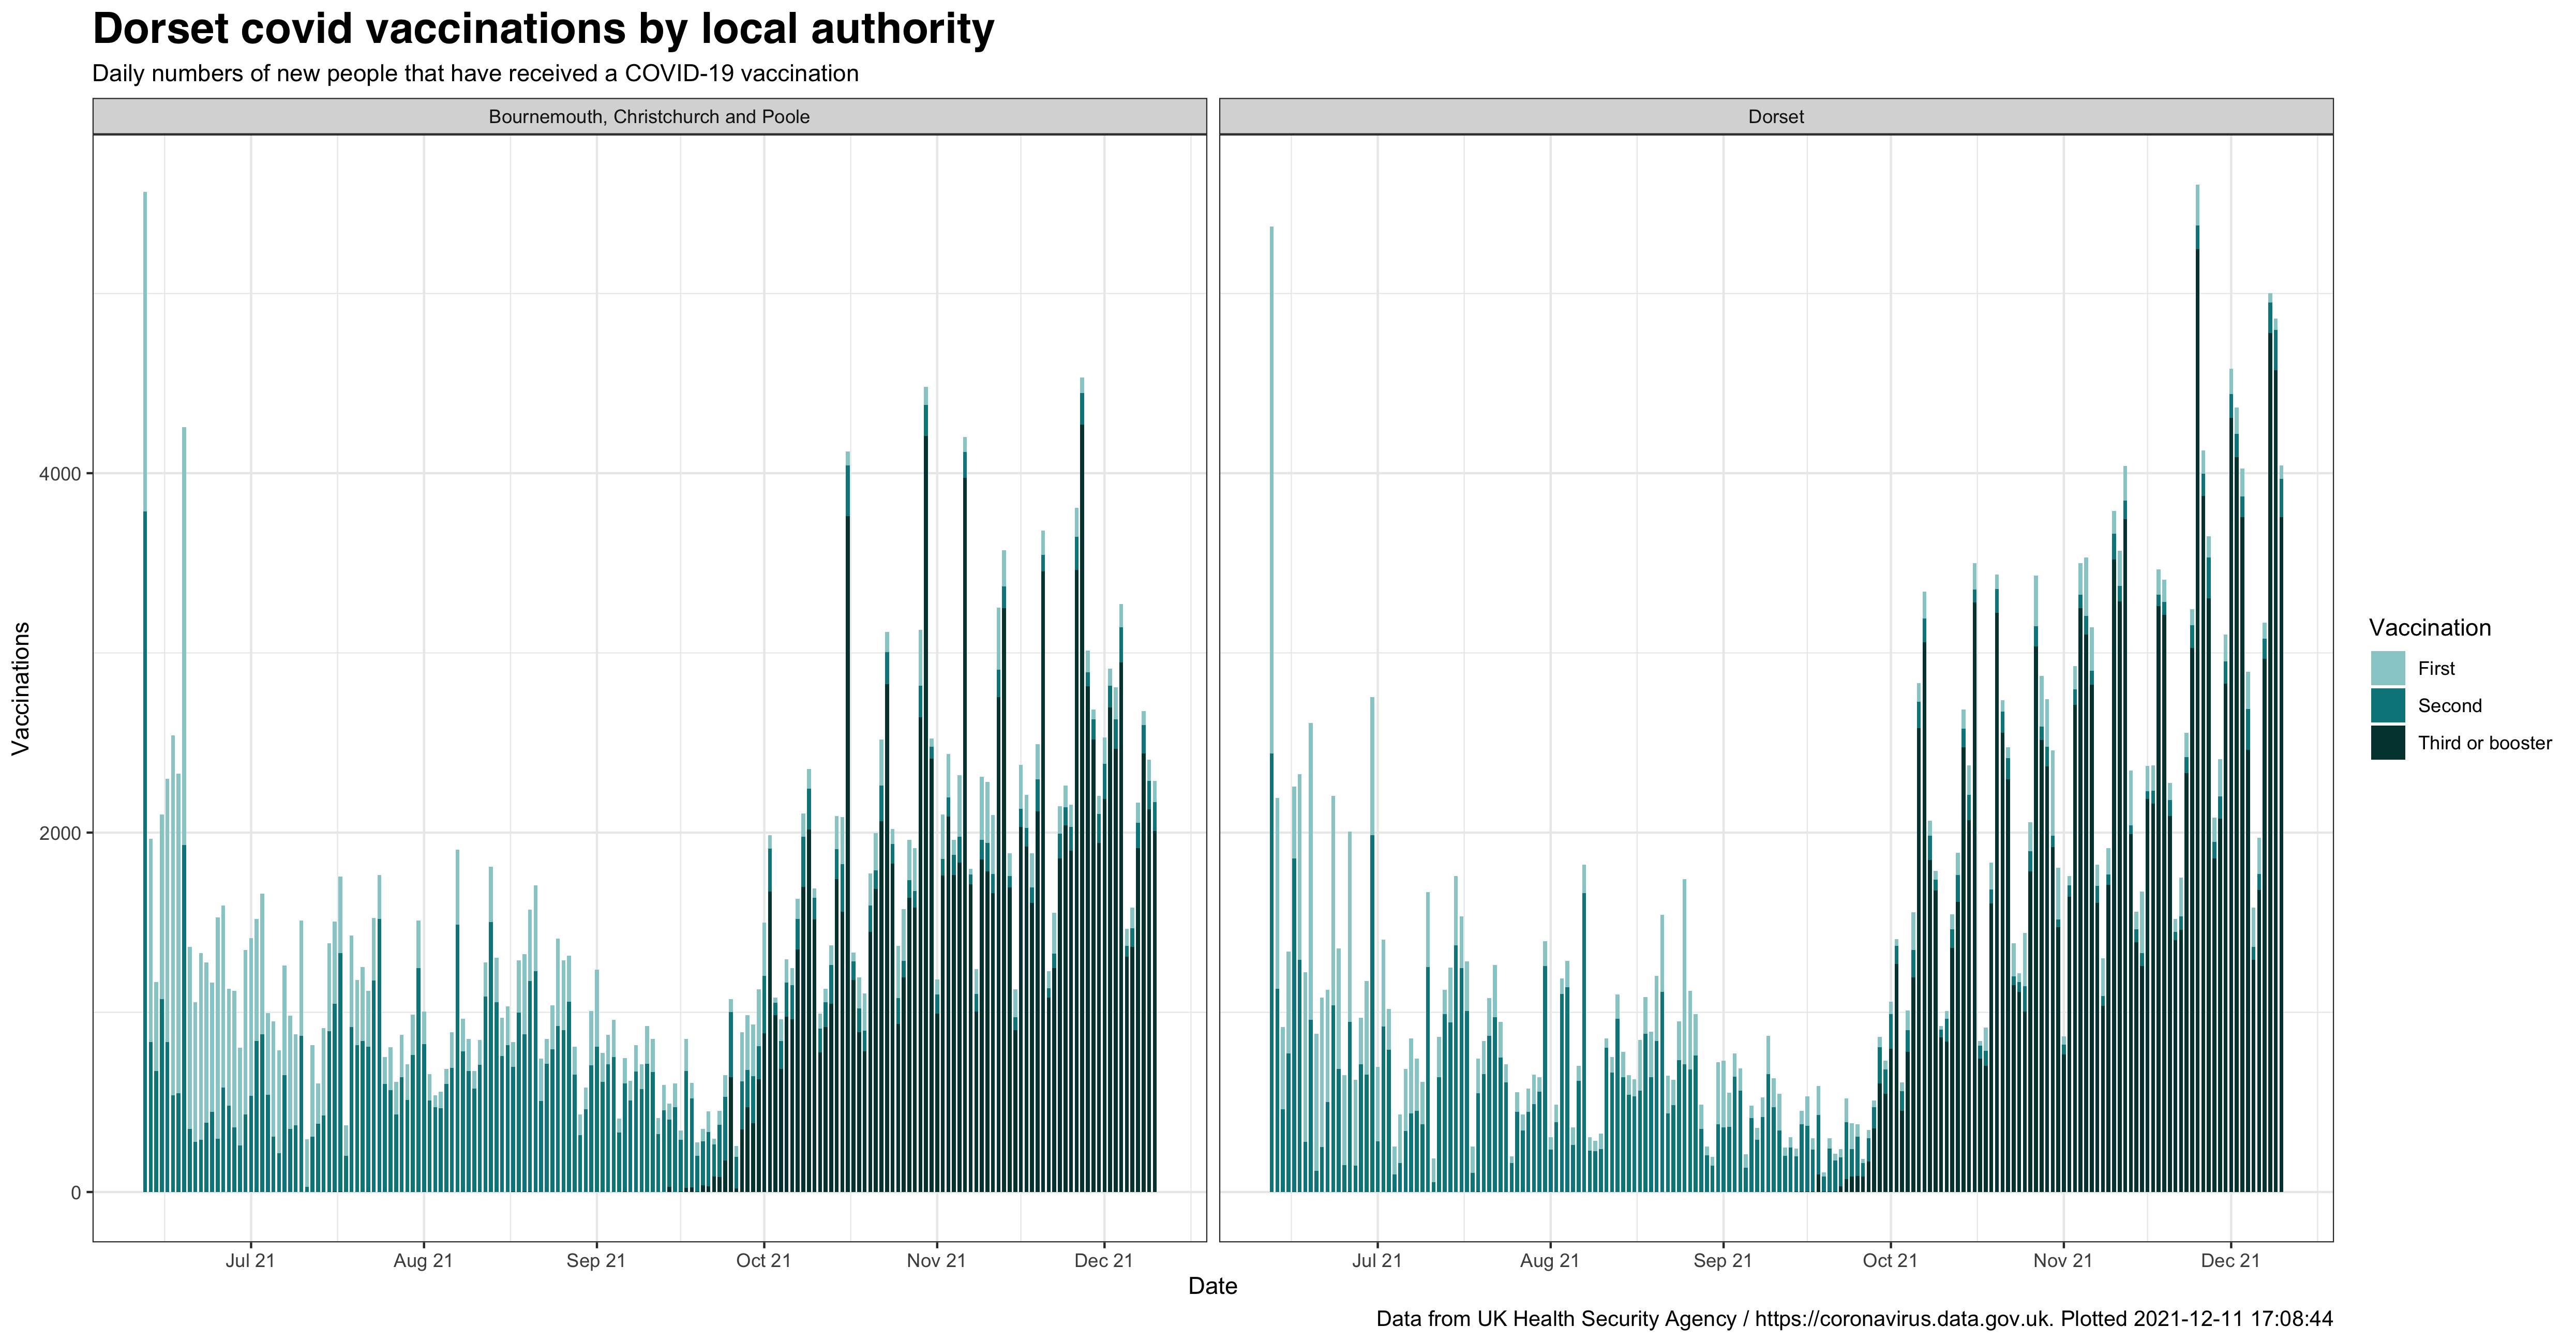 Dorset covid vaccinations by local authority
Daily numbers of new people that have received a COVID-19 vaccination
Bournemouth, Christchurch and Poole
Dorset
Vaccinations
4000
2000
0
Jul 21
Aug 21
Sep 21
Oct 21
Nov 21
Dec 21
Jul 21
Aug 21
Sep 21
Oct 21
Nov 21
Dec 21
Date
Vaccination
First
Second
Third or booster
Data from UK Health Security Agency / https://coronavirus.data.gov.uk. Plotted 2021-12-11 17:08:44